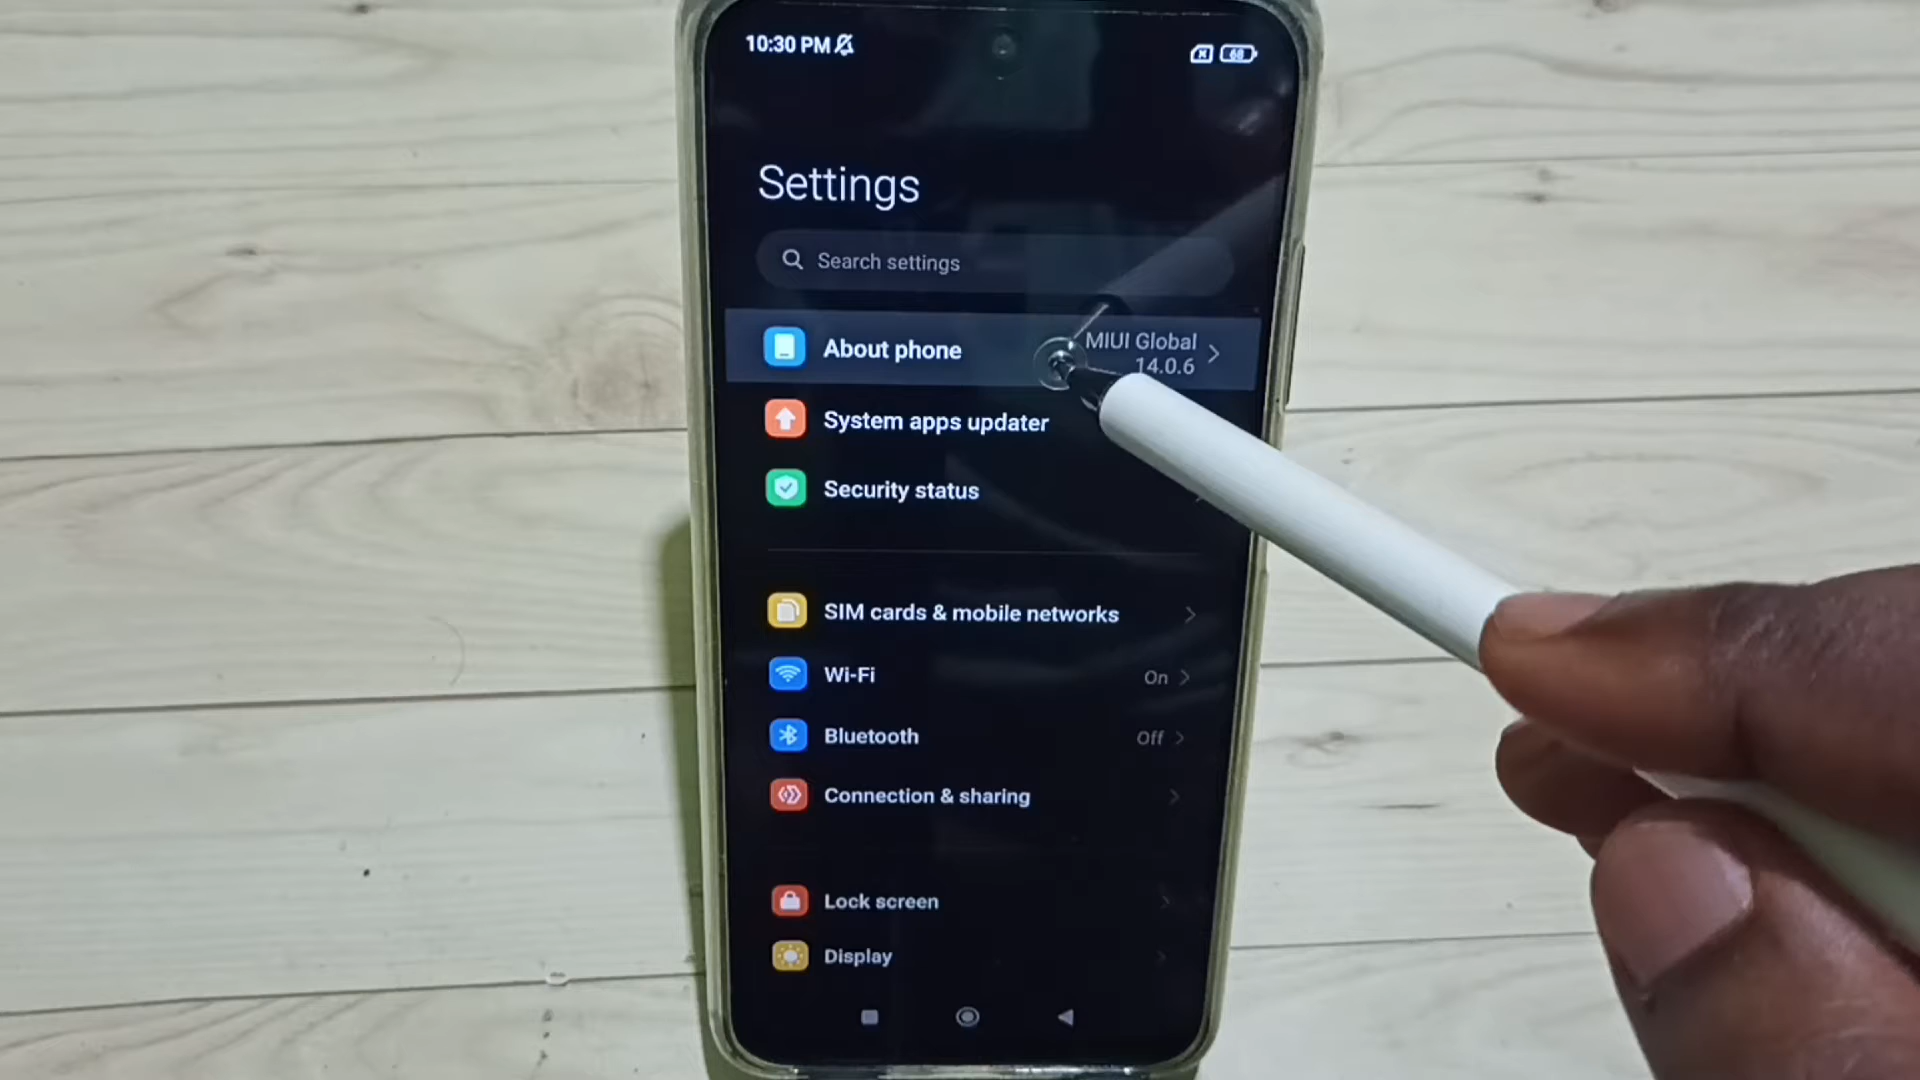 10:30 PM
68
Settings
Search settings
About phone
MIUI Global
14.0.6
System apps updater
Security status
SIM cards & mobile networks
Wi-Fi
On
Bluetooth
Off
Connection & sharing
Lock screen
Display